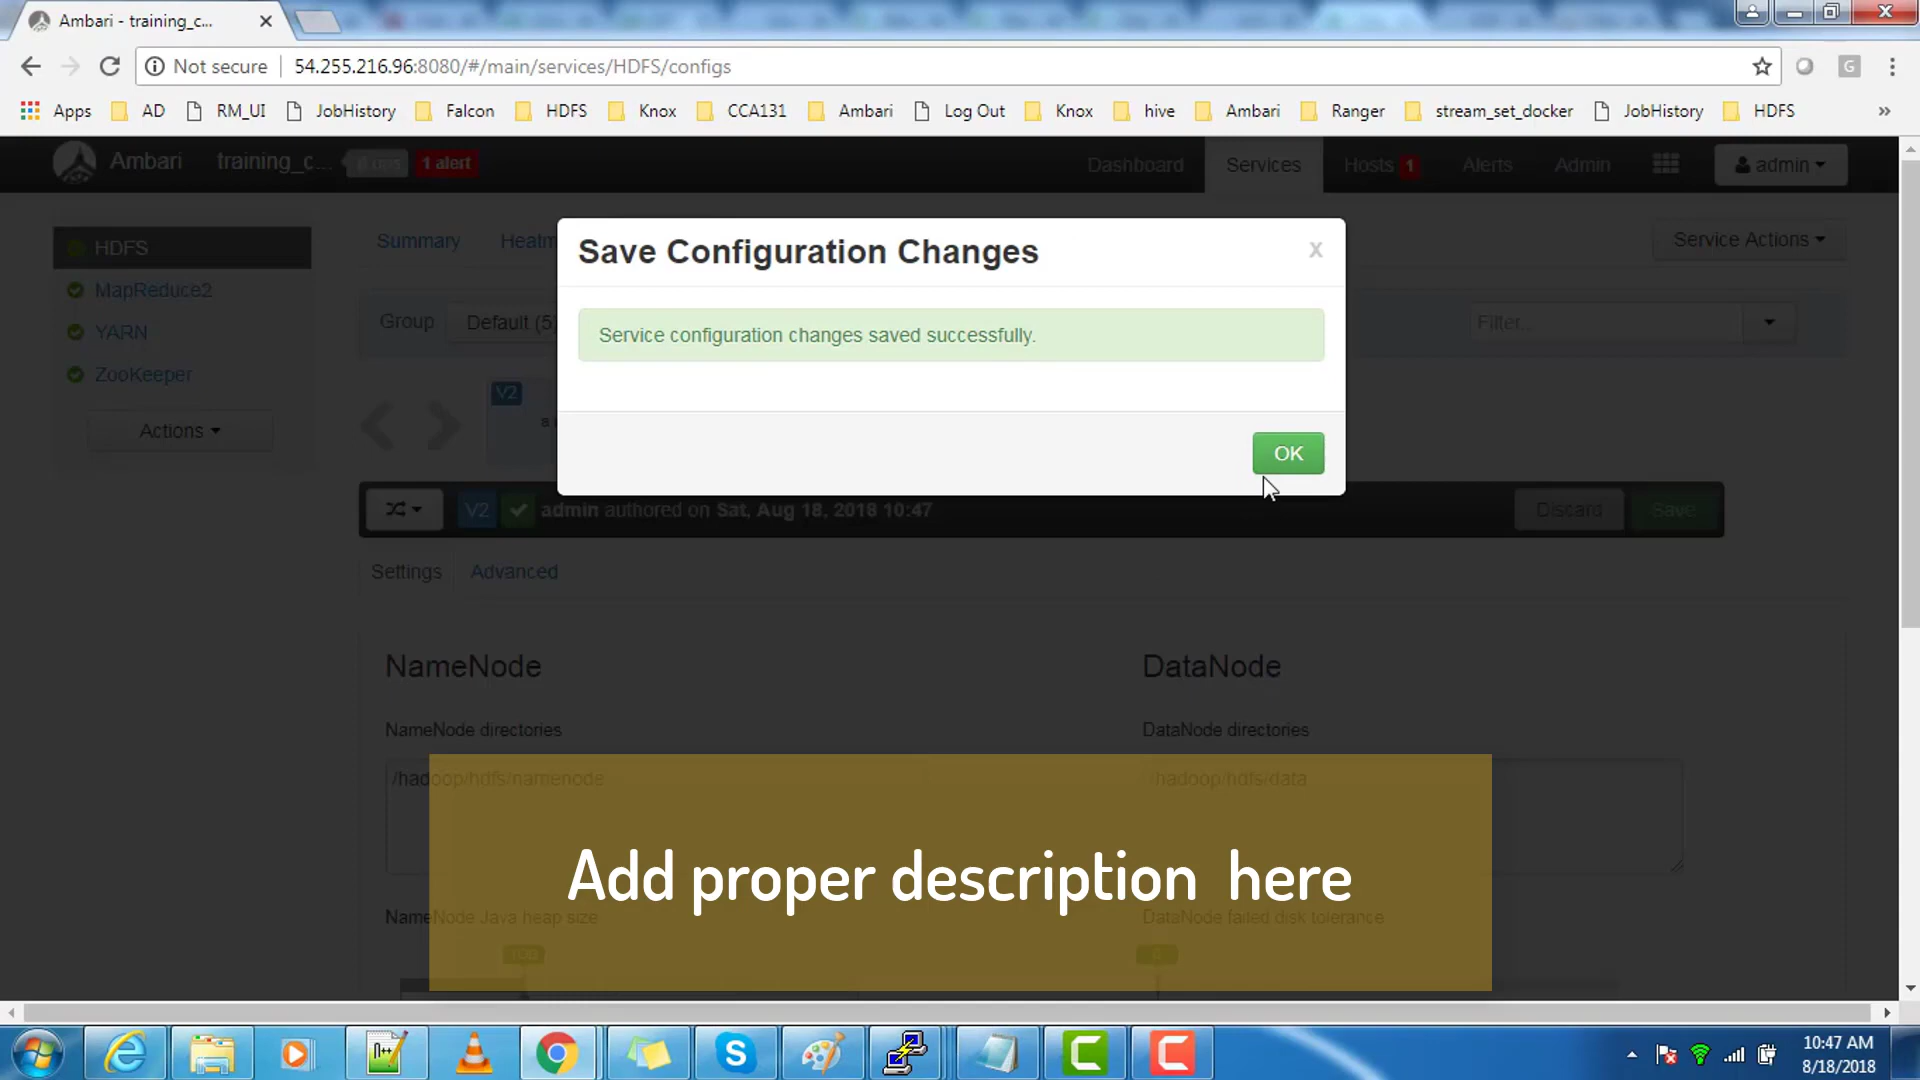 Ambari - training_c...
Not secure 54.255.216.96:8080/#/main/services/HDFS/configs
Apps AD RM_UI JobHistory Falcon HDFS Knox CCA131 Ambari Log Out Knox hive Ambari Ranger stream_set_docker JobHistory HDFS »
Ambari training_c... 0 ops 1 alert Dashboard Services Hosts 1 Alerts Admin admin
HDFS
MapReduce2
YARN
ZooKeeper
Actions
Summary Heatm
Service Actions
Group Default (5)
Filter...
V2
Save Configuration Changes
X
Service configuration changes saved successfully.
OK
V2 admin authored on Sat, Aug 18, 2018 10:47
Discard Save
Settings Advanced
NameNode DataNode
NameNode directories DataNode directories
/hadoop/hdfs/namenode /hadoop/hdfs/data
Add proper description here
NameNode Java heap size DataNode failed disk tolerance
10:47 AM
8/18/2018